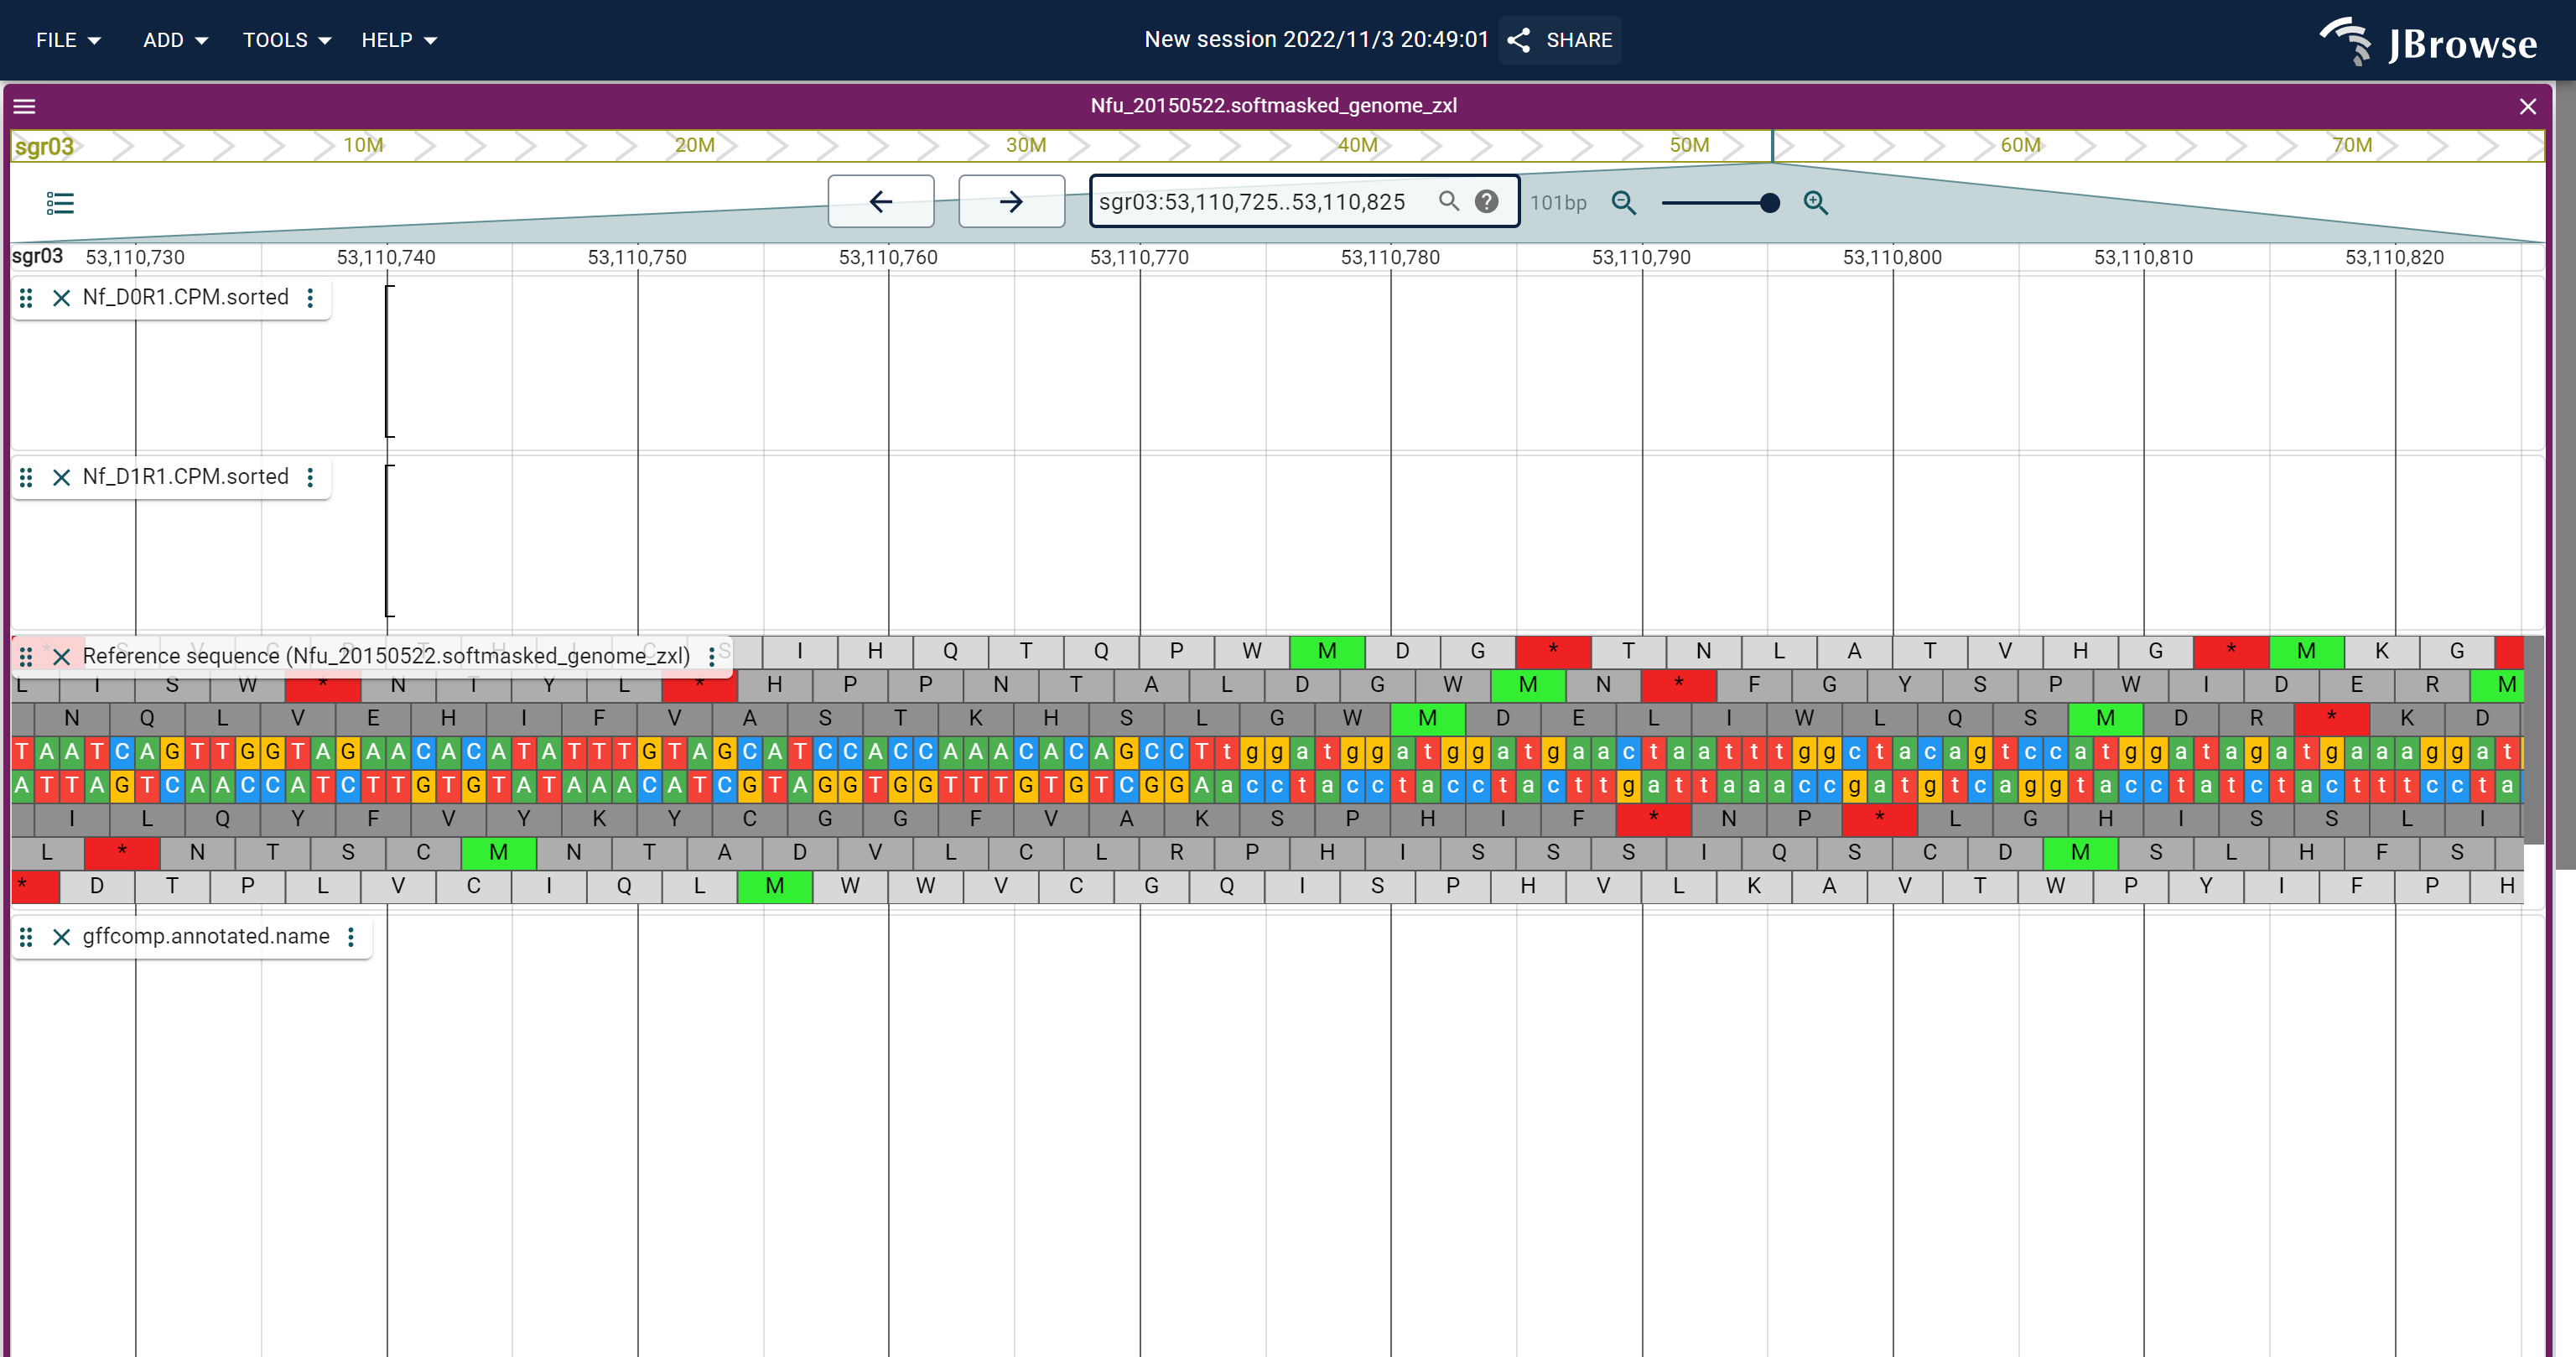 FILE ADD TOOLS HELP New session 2022/11/3 20:49:01 SHARE JBrowse
Nfu_20150522.softmasked_genome_zxl
sgr03 10M 20M 30M 40M 50M 60M 70M
sgr03:53,110,725..53,110,825 101bp
sgr03 53,110,730 53,110,740 53,110,750 53,110,760 53,110,770 53,110,780 53,110,790 53,110,800 53,110,810 53,110,820
Nf_D0R1.CPM.sorted
Nf_D1R1.CPM.sorted
Reference sequence (Nfu_20150522.softmasked_genome_zxl) I H Q T Q P W M D G * T N L A T V H G * M K G
L I S W * N T Y L * H P P N T A L D G W M N * F G Y S P W I D E R M
N Q L V E H I F V A S T K H S L G W M D E L I W L Q S M D R * K D
T A A T C A G T T G G T A G A A C A C A T A T T T G T A G C A T C C A C C A A A C A C A G C C T t g g a t g g a t g g a t g a a c t a a t t t g g c t a c a g t c c a t g g a t a g a t g a a a g g a t
A T T A G T C A A C C A T C T T G T G T A T A A A C A T C G T A G G T G G T T T G T G T C G G A a c c t a c c t a c c t a c t t g a t t a a a c c g a t g t c a g g t a c c t a t c t a c t t t c c t a
I L Q Y F V Y K Y C G G F V A K S P H I F * N P * L G H I S S L I
L * N T S C M N T A D V L C L R P H I S S S I Q S C D M S L H F S
* D T P L V C I Q L M W W V C G Q I S P H V L K A V T W P Y I F P H
gffcomp.annotated.name